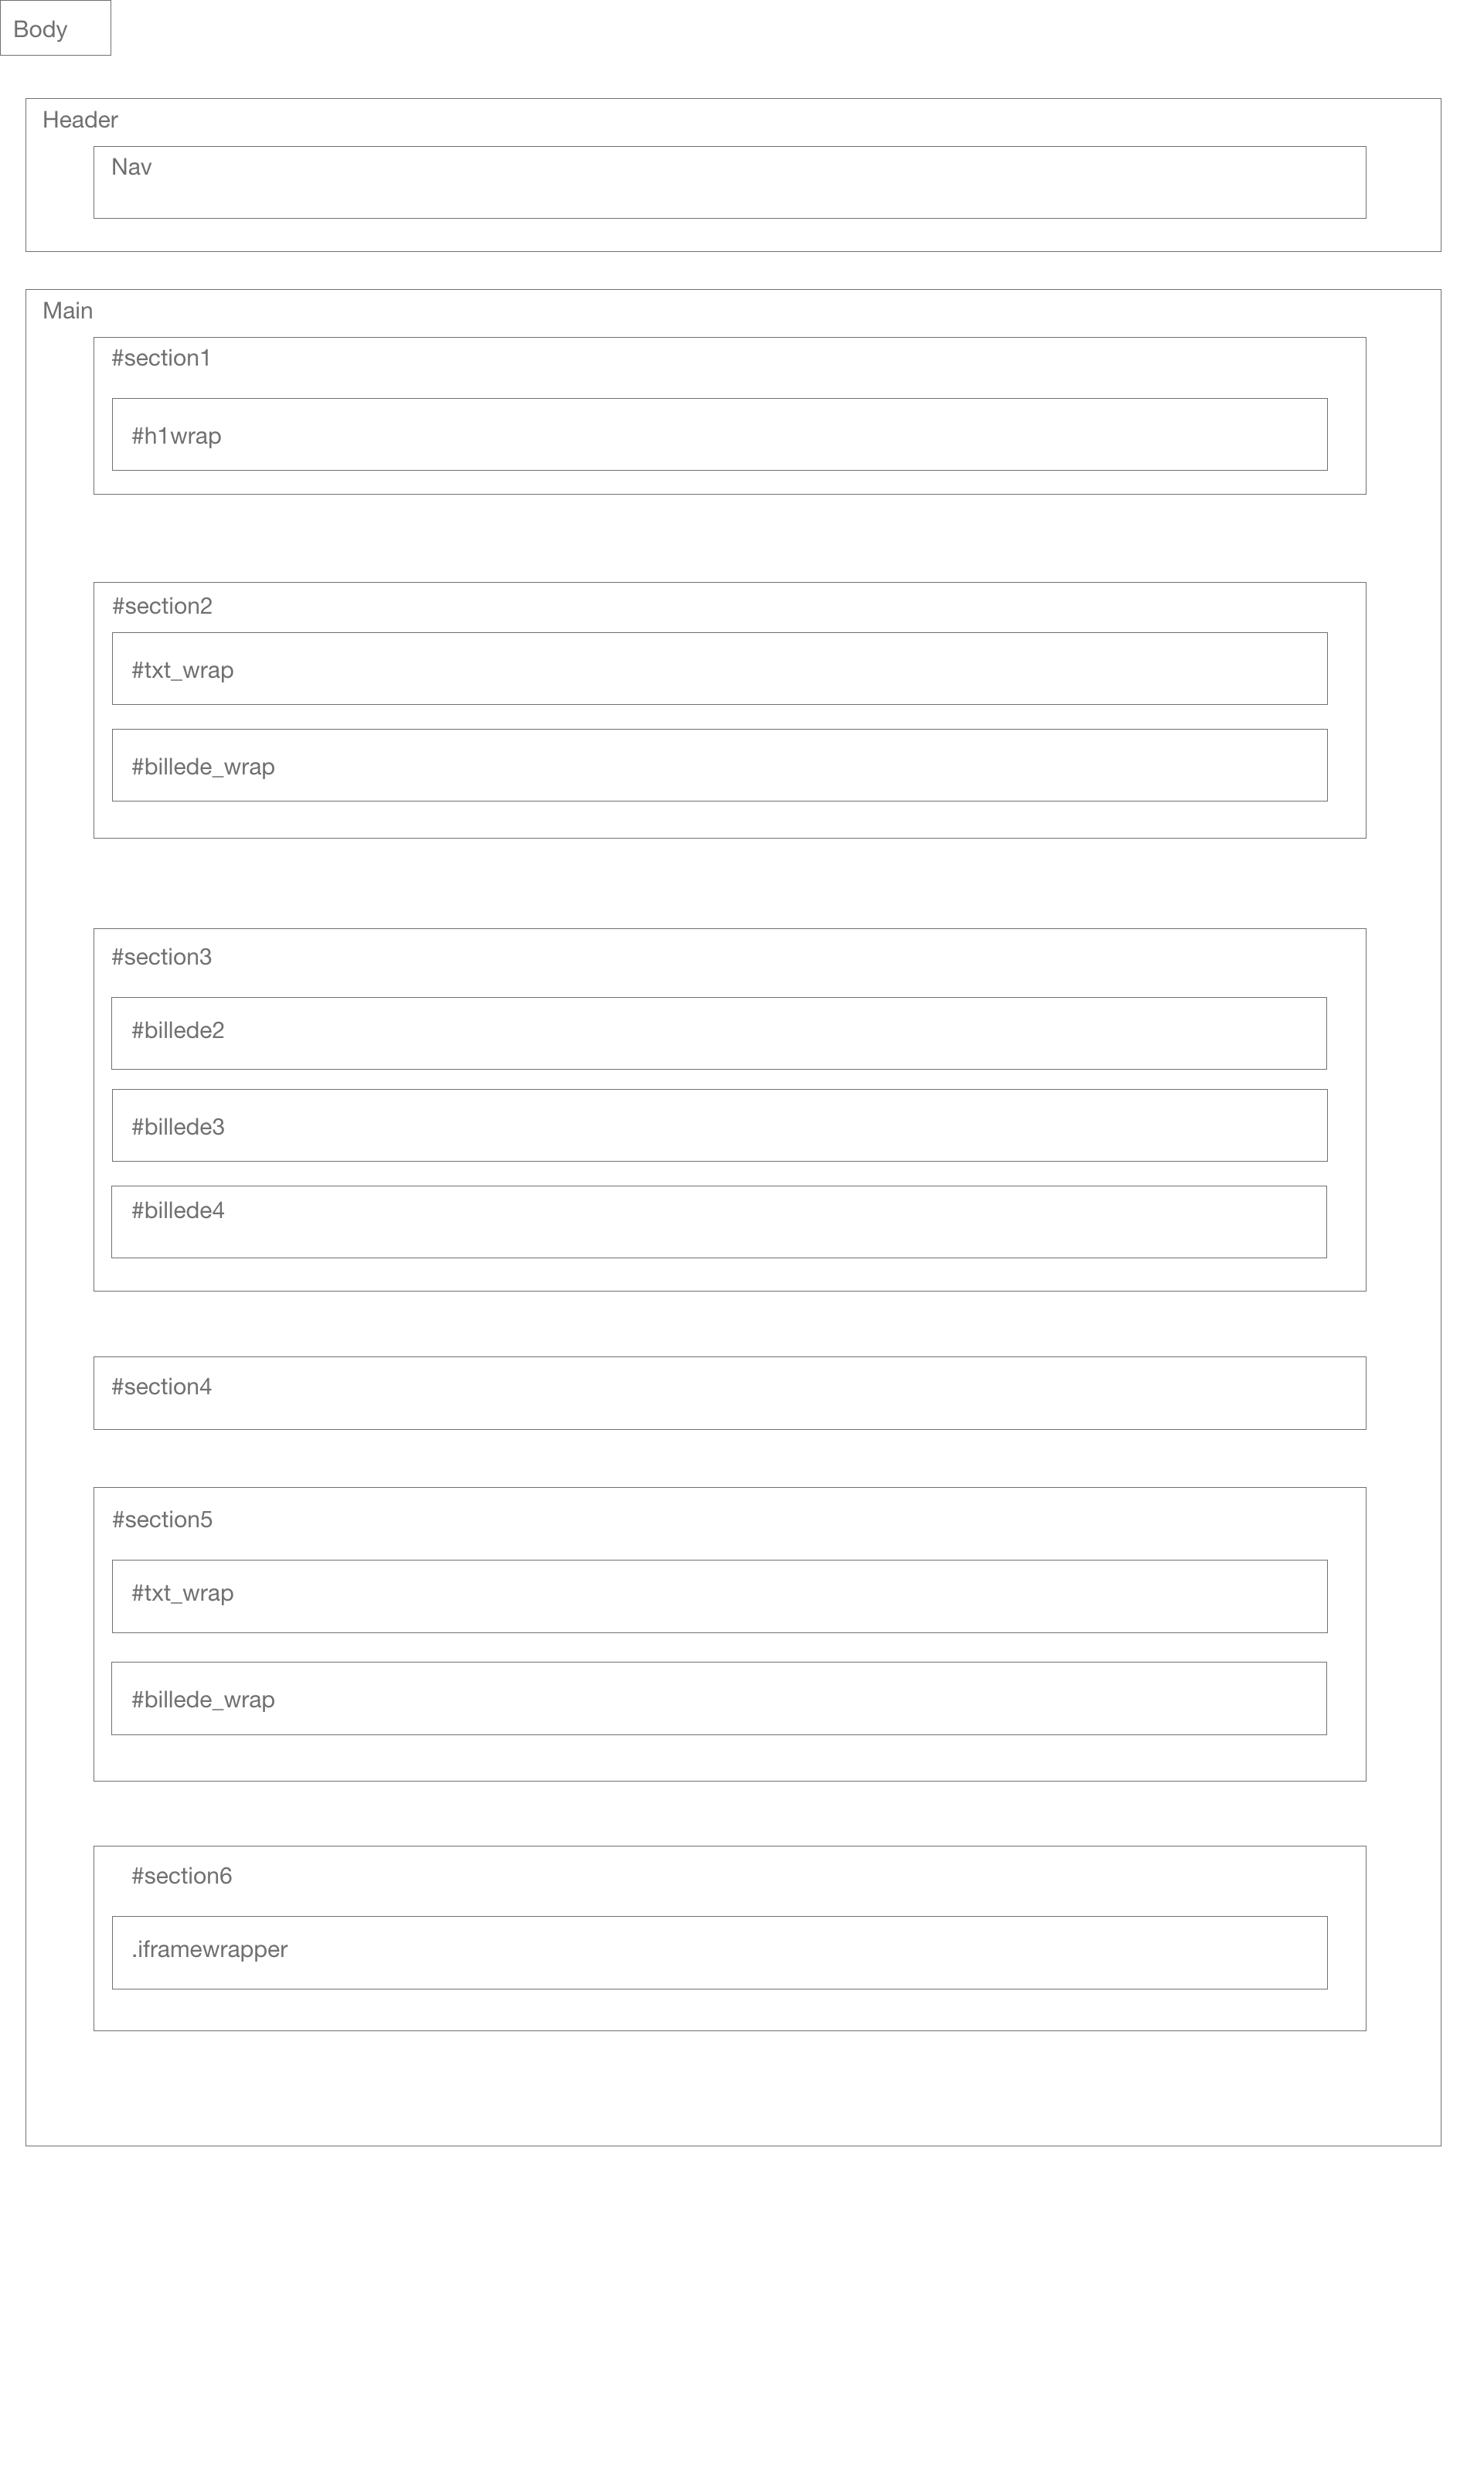 Body
Header
Nav
Main
#section1
#h1wrap
#section2
#txt_wrap
#billede_wrap
#section3
#billede2
#billede3
#billede4
#section4
#section5
#txt_wrap
#billede_wrap
#section6
.iframewrapper